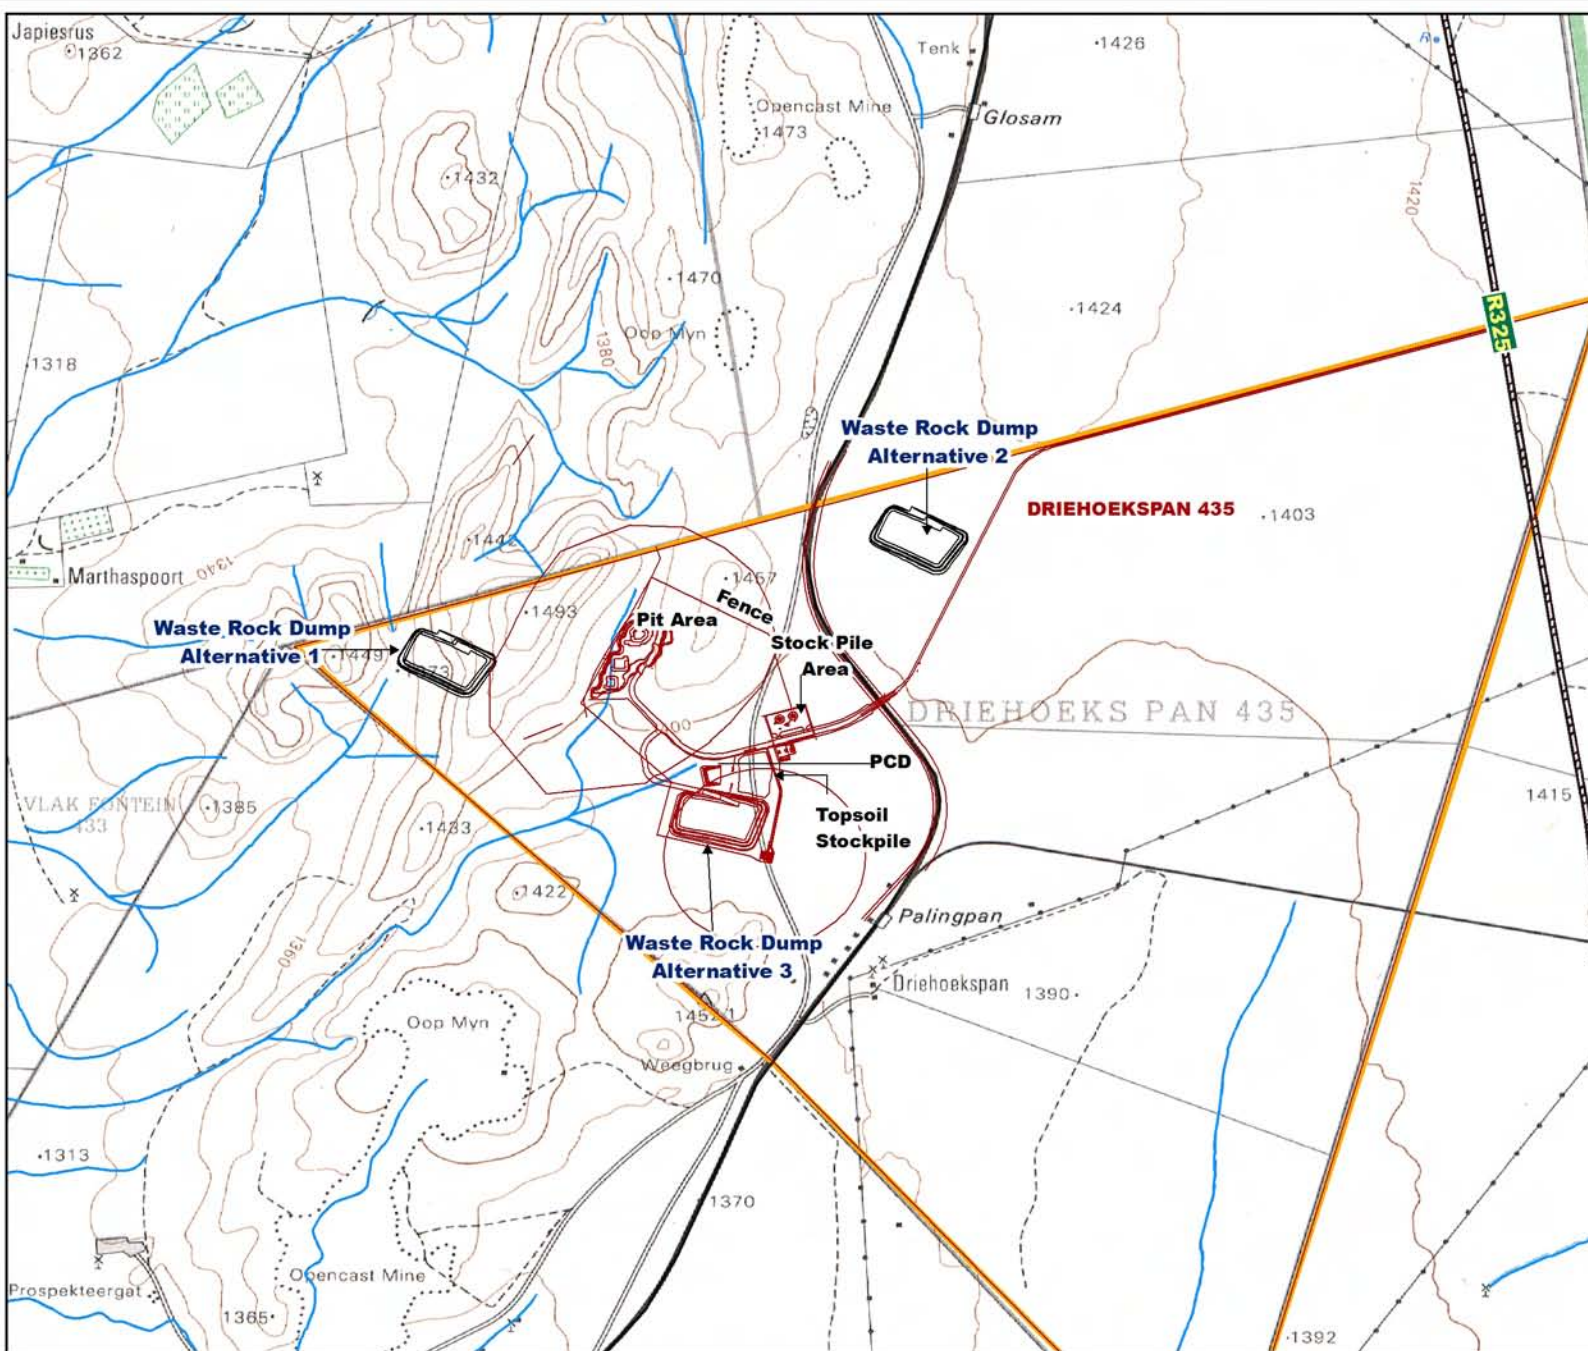 Japiesrus
1362
Tenk
1426
R
Opencast Mine
1473
Glosam
1432
1420
1470
1424
Oop Myn
1380
R325
1318
Waste Rock Dump
Alternative 2
DRIEHOEKSPAN 435
1403
1442
Marthaspoort
1340
1467
Fence
1493
Pit Area
Waste Rock Dump
Alternative 1
1449
Stock Pile
Area
DRIEHOEKS PAN 435
PCD
VLAK FONTEIN
433
1385
1433
Topsoil
Stockpile
1415
1422
Palingpan
1360
Waste Rock Dump
Alternative 3
Driehoekspan
1390
Oop Myn
Weegbrug
1313
1370
Opencast Mine
Prospekteergat
1365
1392